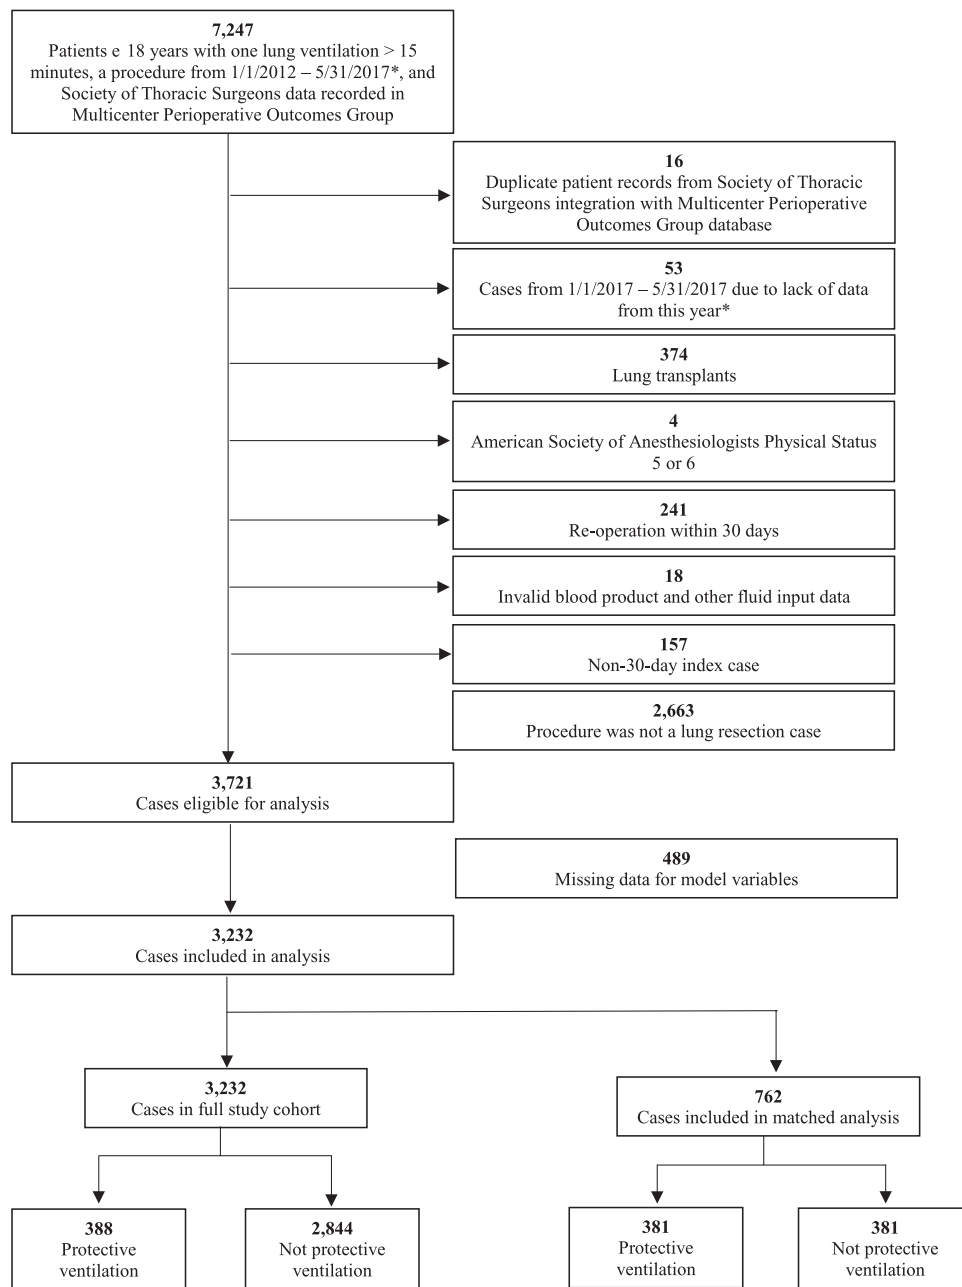 7,247
Patients e 18 years with one lung ventilation > 15
minutes, a procedure from 1/1/2012 – 5/31/2017*, and
Society of Thoracic Surgeons data recorded in
Multicenter Perioperative Outcomes Group
16
Duplicate patient records from Society of Thoracic
Surgeons integration with Multicenter Perioperative
Outcomes Group database
53
Cases from 1/1/2017 – 5/31/2017 due to lack of data
from this year*
374
Lung transplants
4
American Society of Anesthesiologists Physical Status
5 or 6
241
Re-operation within 30 days
18
Invalid blood product and other fluid input data
157
Non-30-day index case
2,663
Procedure was not a lung resection case
3,721
Cases eligible for analysis
489
Missing data for model variables
3,232
Cases included in analysis
3,232
Cases in full study cohort
762
Cases included in matched analysis
388
Protective
ventilation
2,844
Not protective
ventilation
381
Protective
ventilation
381
Not protective
ventilation